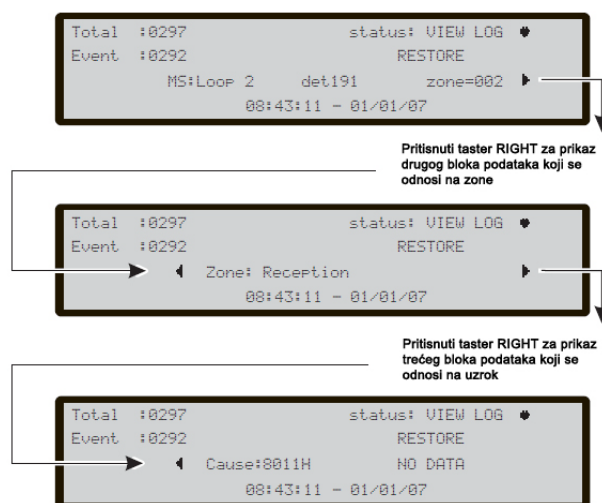 Total :0297 status: VIEW LOG
Event :0292 RESTORE
MS:Loop 2 det191 zone=002
08:43:11 - 01/01/07
Pritisnuti taster RIGHT za prikaz
drugog bloka podataka koji se
odnosi na zone
Total :0297 status: VIEW LOG
Event :0292 RESTORE
Zone: Reception
08:43:11 - 01/01/07
Pritisnuti taster RIGHT za prikaz
trećeg bloka podataka koji se
odnosi na uzrok
Total :0297 status: VIEW LOG
Event :0292 RESTORE
Cause:8011H NO DATA
08:43:11 - 01/01/07